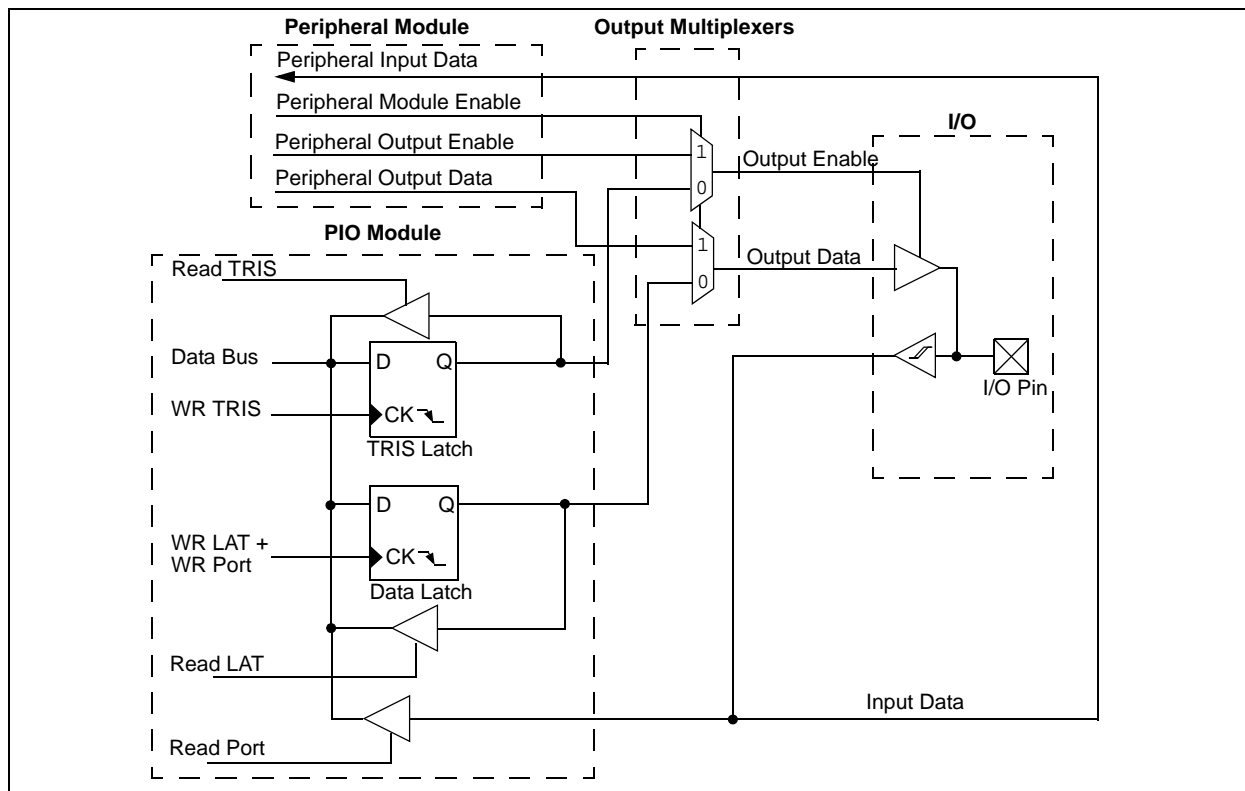 Peripheral Module
Output Multiplexers
Peripheral Input Data
Peripheral Module Enable
Peripheral Output Enable
Peripheral Output Data
1
0
1
0
Output Enable
Output Data
I/O
I/O Pin
PIO Module
Read TRIS
Data Bus
WR TRIS
D
Q
CK
TRIS Latch
D
Q
CK
Data Latch
WR LAT +
WR Port
Read LAT
Read Port
Input Data